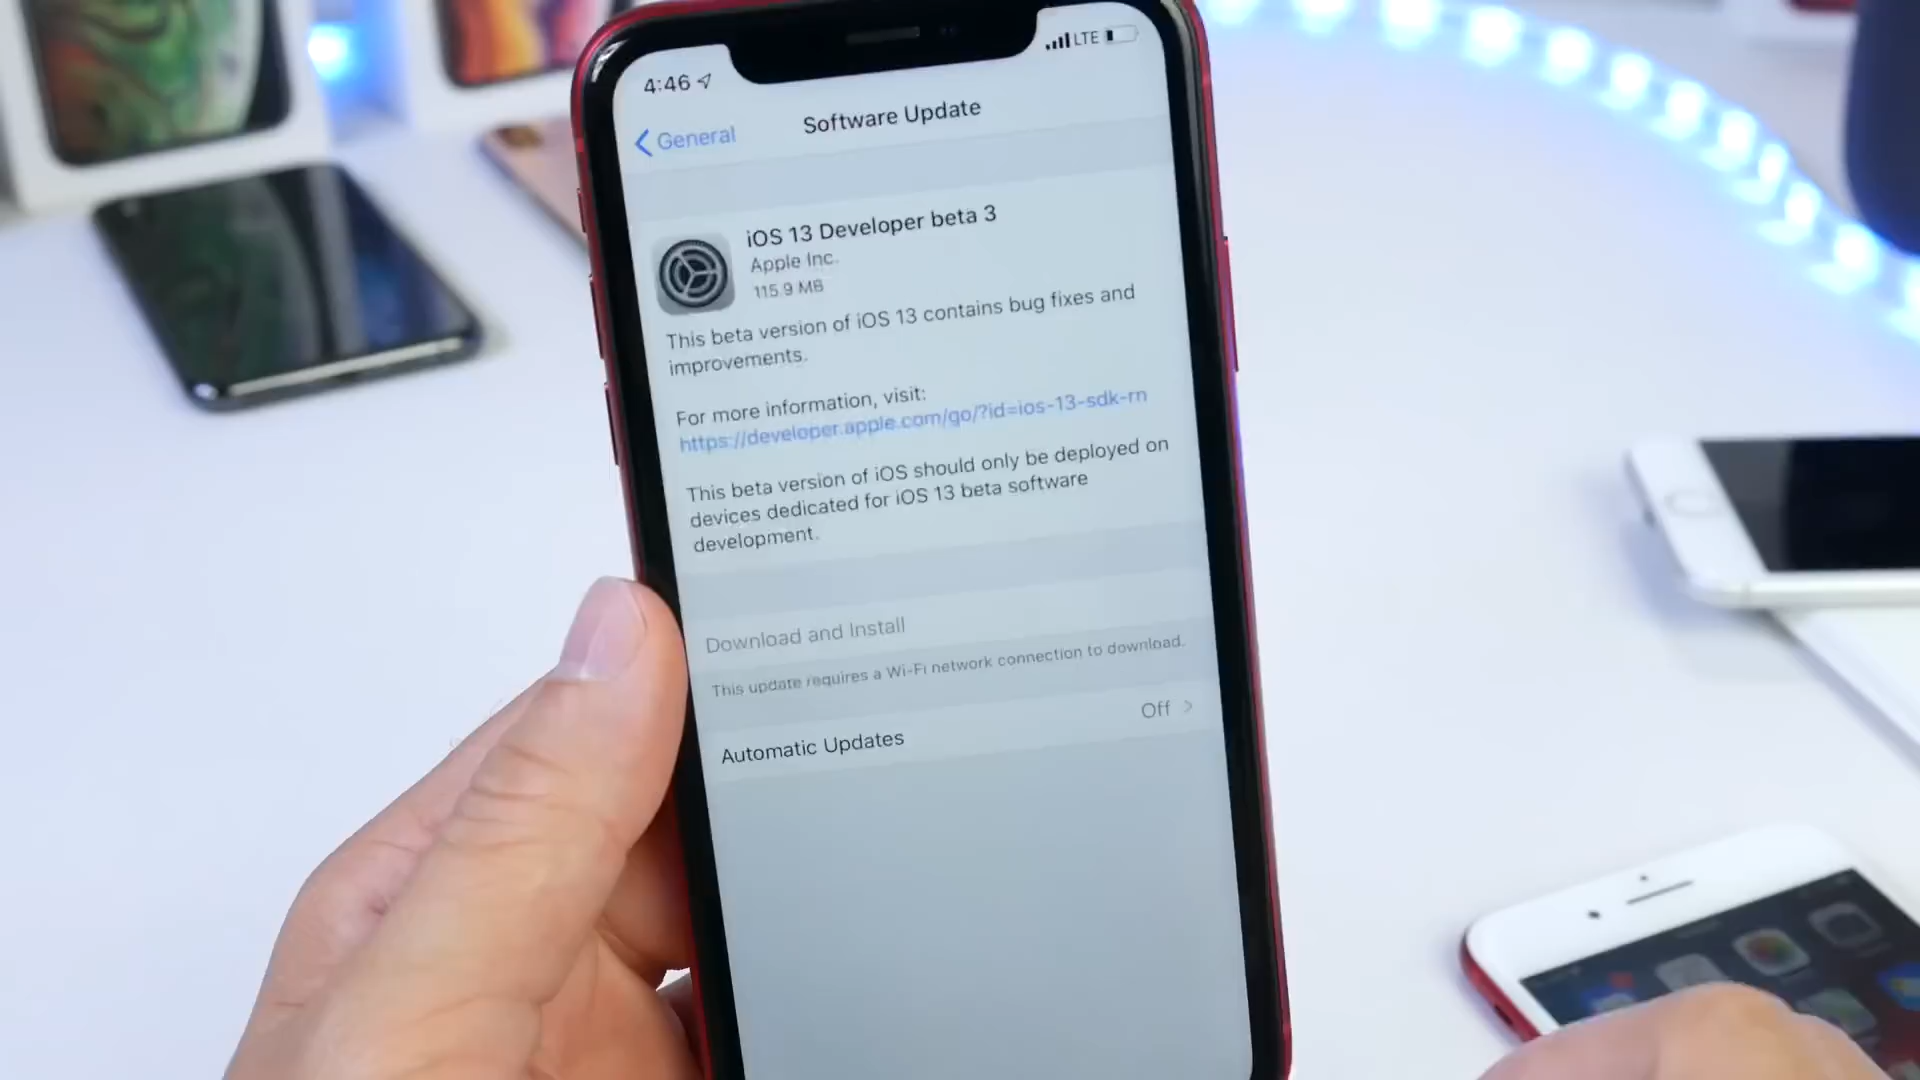 4:46
LTE
General
Software Update
iOS 13 Developer beta 3
Apple Inc.
115.9 MB
This beta version of iOS 13 contains bug fixes and
improvements.
For more information, visit:
https://developer.apple.com/go/?id=ios-13-sdk-rn
This beta version of iOS should only be deployed on
devices dedicated for iOS 13 beta software
development.
Download and Install
This update requires a Wi-Fi network connection to download.
Automatic Updates
Off